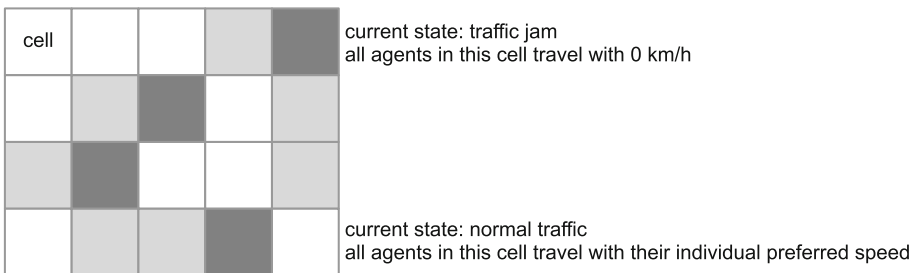 cell
current state: traffic jam
all agents in this cell travel with 0 km/h
current state: normal traffic
all agents in this cell travel with their individual preferred speed